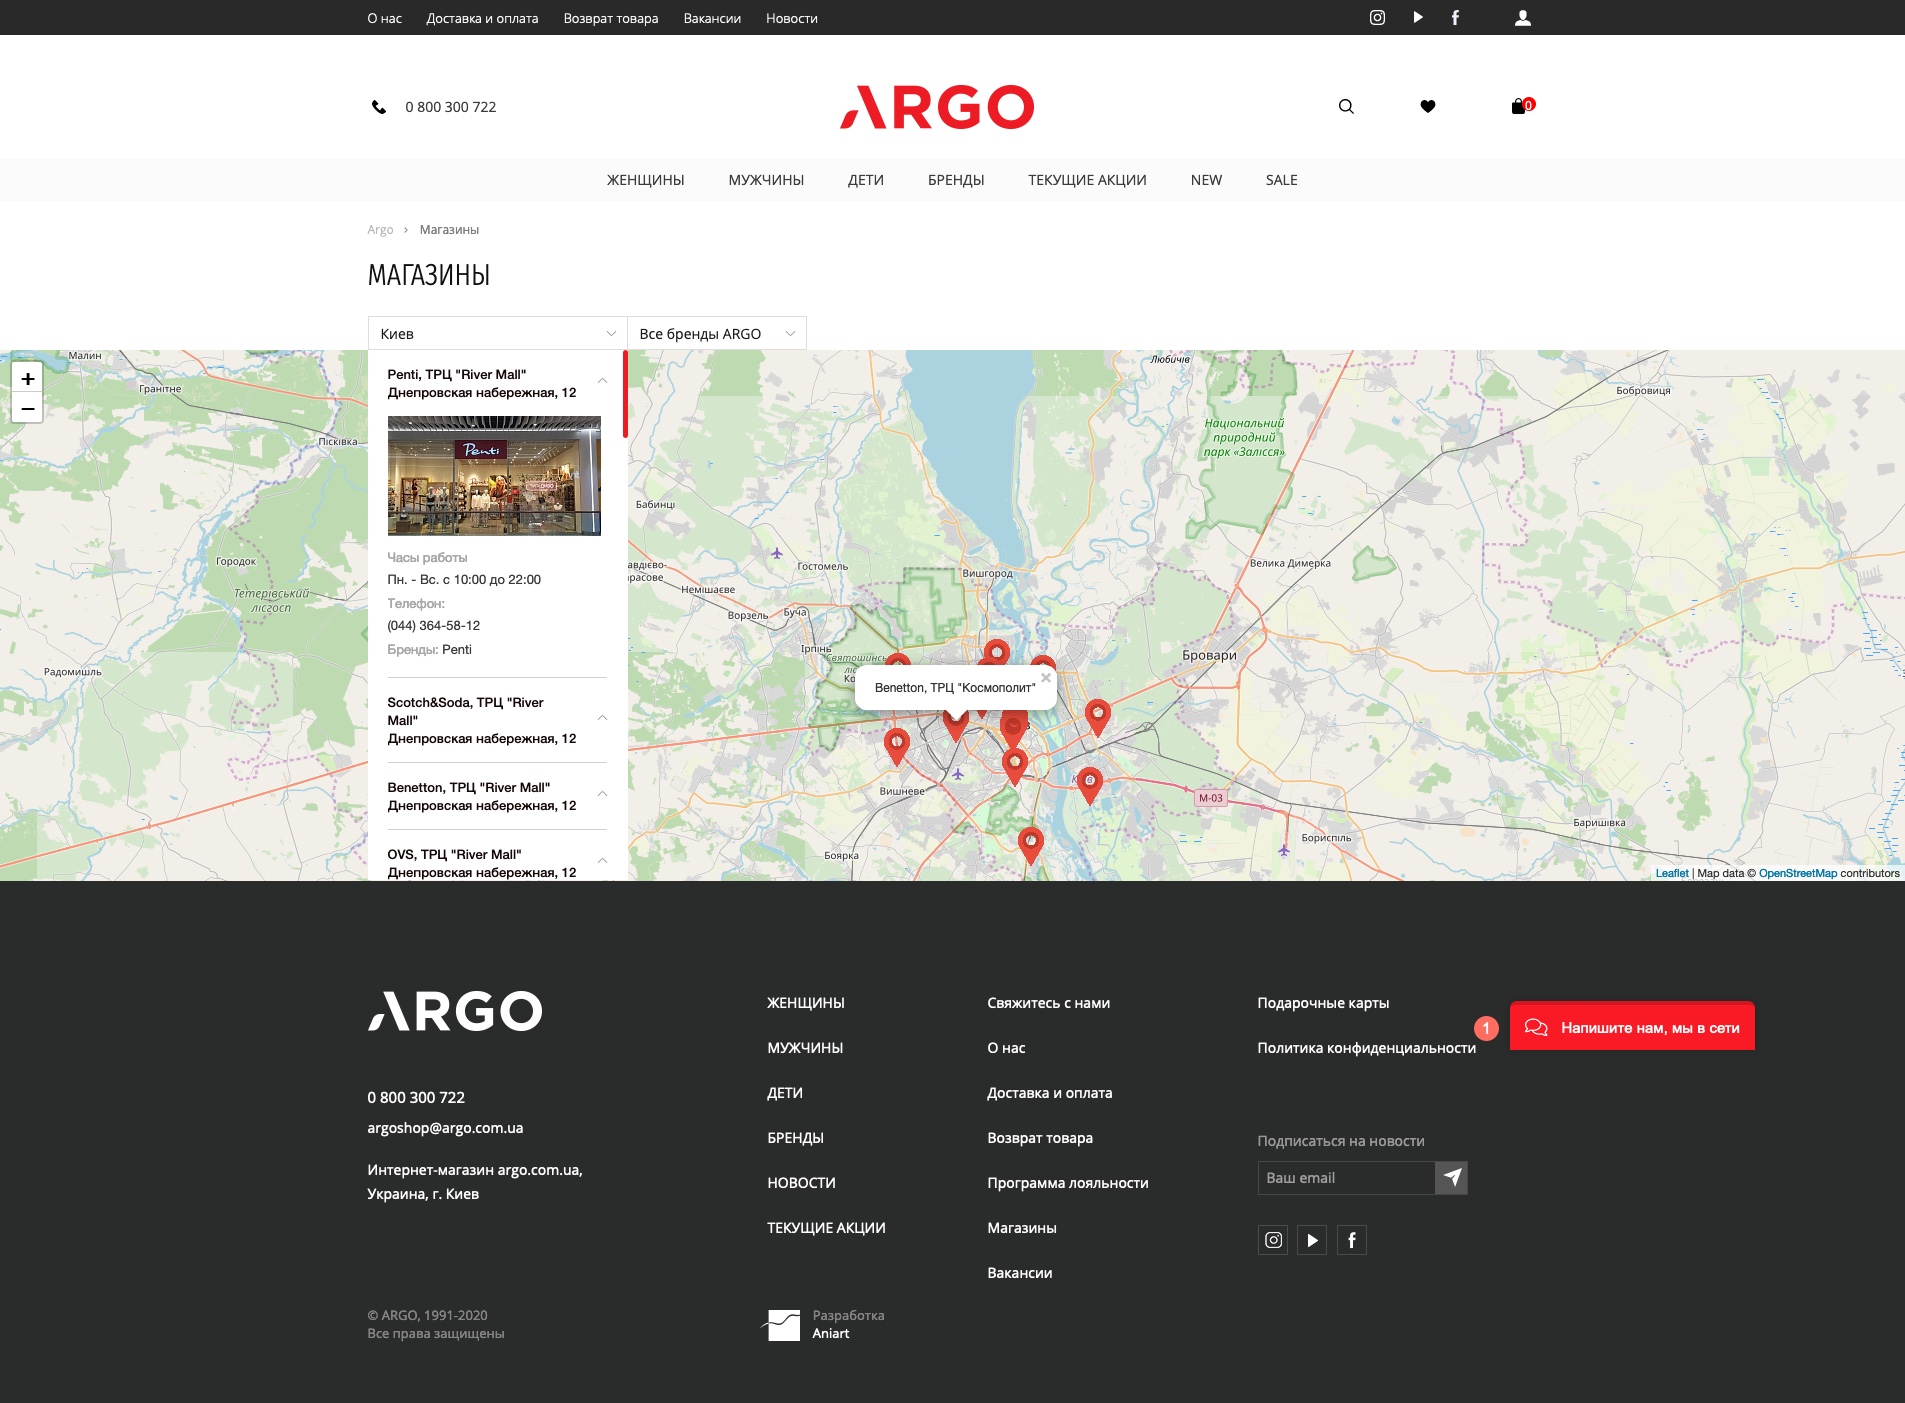 О нас Доставка и оплата Возврат товара Вакансии Новости
0 800 300 722
ARGO
0
ЖЕНЩИНЫ МУЖЧИНЫ ДЕТИ БРЕНДЫ ТЕКУЩИЕ АКЦИИ NEW SALE
Argo › Магазины
МАГАЗИНЫ
Киев
Все бренды ARGO
+
−
Penti, ТРЦ "River Mall"
Днепровская набережная, 12
Penti
Часы работы
Пн. - Вс. с 10:00 до 22:00
Телефон:
(044) 364-58-12
Бренды: Penti
Scotch&Soda, ТРЦ "River
Mall"
Днепровская набережная, 12
Benetton, ТРЦ "River Mall"
Днепровская набережная, 12
OVS, ТРЦ "River Mall"
Днепровская набережная, 12
Малин
Гранітне
Пісківка
Городок
Тетерівський
лісгосп
Радомишль
Любичів
Бобровиця
Національний
природний
парк «Залісся»
Бабинці
Гостомель
Вишгород
Велика Димерка
Немішаєве
Ворзель
Буча
Ірпінь
Святошинсь
Бровари
Benetton, ТРЦ "Космополит"
×
Вишневе
М-03
Баришівка
Бориспіль
Боярка
Leaflet | Map data © OpenStreetMap contributors
ARGO
0 800 300 722
argoshop@argo.com.ua
Интернет-магазин argo.com.ua,
Украина, г. Киев
ЖЕНЩИНЫ
МУЖЧИНЫ
ДЕТИ
БРЕНДЫ
НОВОСТИ
ТЕКУЩИЕ АКЦИИ
Свяжитесь с нами
О нас
Доставка и оплата
Возврат товара
Программа лояльности
Магазины
Вакансии
Подарочные карты
Политика конфиденциальности
1
Напишите нам, мы в сети
Подписаться на новости
Ваш email
© ARGO, 1991-2020
Все права защищены
Разработка
Aniart